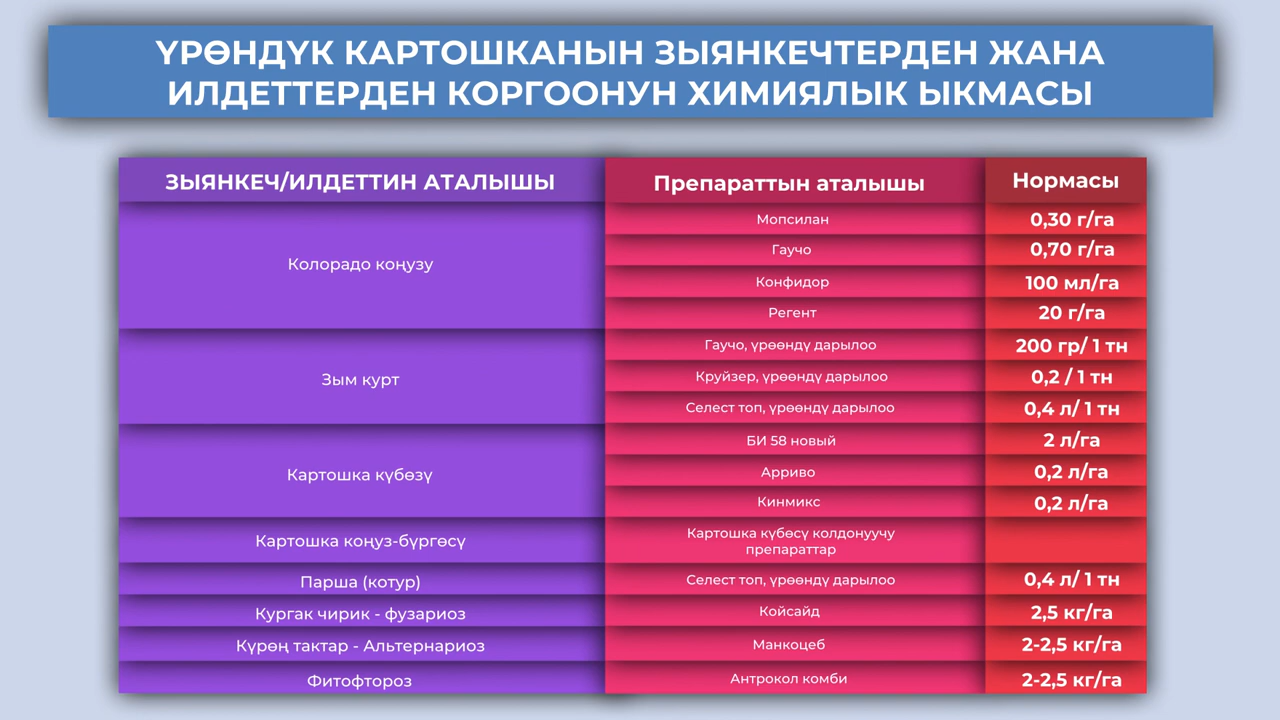 ҮРӨНДҮК КАРТОШКАНЫН ЗЫЯНКЕЧТЕРДЕН ЖАНА
ИЛДЕТТЕРДЕН КОРГООНУН ХИМИЯЛЫК ЫКМАСЫ
ЗЫЯНКЕЧ/ИЛДЕТТИН АТАЛЫШЫ
Препараттын аталышы
Нормасы
Колорадо коңузу
Мопсилан
0,30 г/га
Гаучо
0,70 г/га
Конфидор
100 мл/га
Регент
20 г/га
Зым курт
Гаучо, үрөөндү дарылоо
200 гр/ 1 тн
Круйзер, үрөөндү дарылоо
0,2 / 1 тн
Селест топ, үрөөндү дарылоо
0,4 л/ 1 тн
Картошка күбөзү
БИ 58 новый
2 л/га
Арриво
0,2 л/га
Кинмикс
0,2 л/га
Картошка коңуз-бүргөсү
Картошка күбөсү колдонуучу
препараттар
Парша (котур)
Селест топ, үрөөндү дарылоо
0,4 л/ 1 тн
Кургак чирик - фузариоз
Койсайд
2,5 кг/га
Күрөң тактар - Альтернариоз
Манкоцеб
2-2,5 кг/га
Фитофтороз
Антрокол комби
2-2,5 кг/га